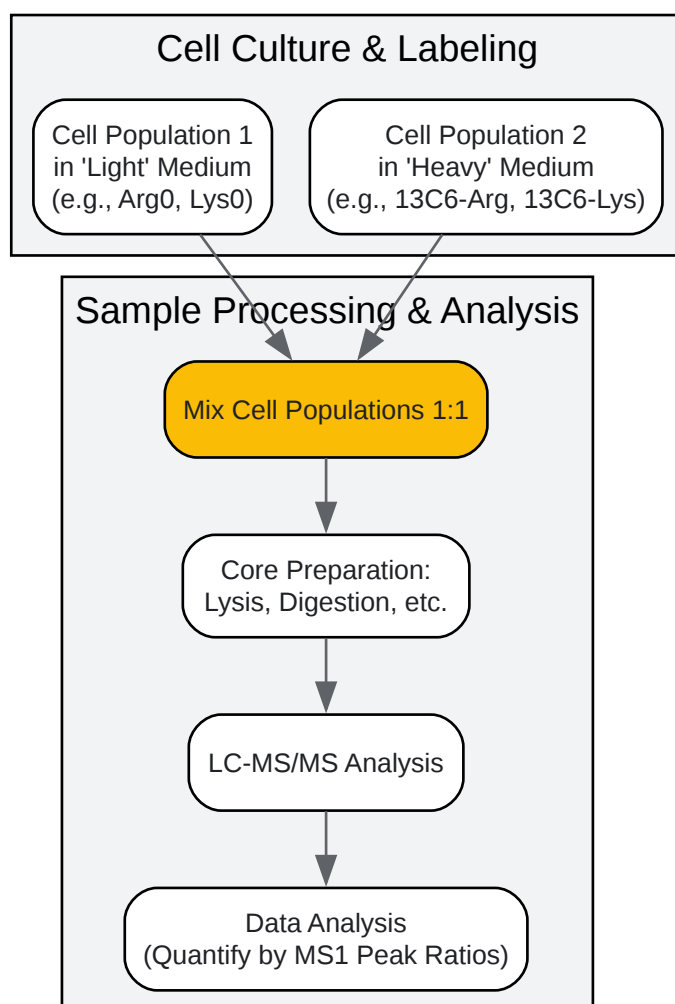 Cell Culture & Labeling
Cell Population 1
in 'Light' Medium
(e.g., Arg0, Lys0)
Cell Population 2
in 'Heavy' Medium
(e.g., 13C6-Arg, 13C6-Lys)
Sample Processing & Analysis
Mix Cell Populations 1:1
Core Preparation:
Lysis, Digestion, etc.
LC-MS/MS Analysis
Data Analysis
(Quantify by MS1 Peak Ratios)